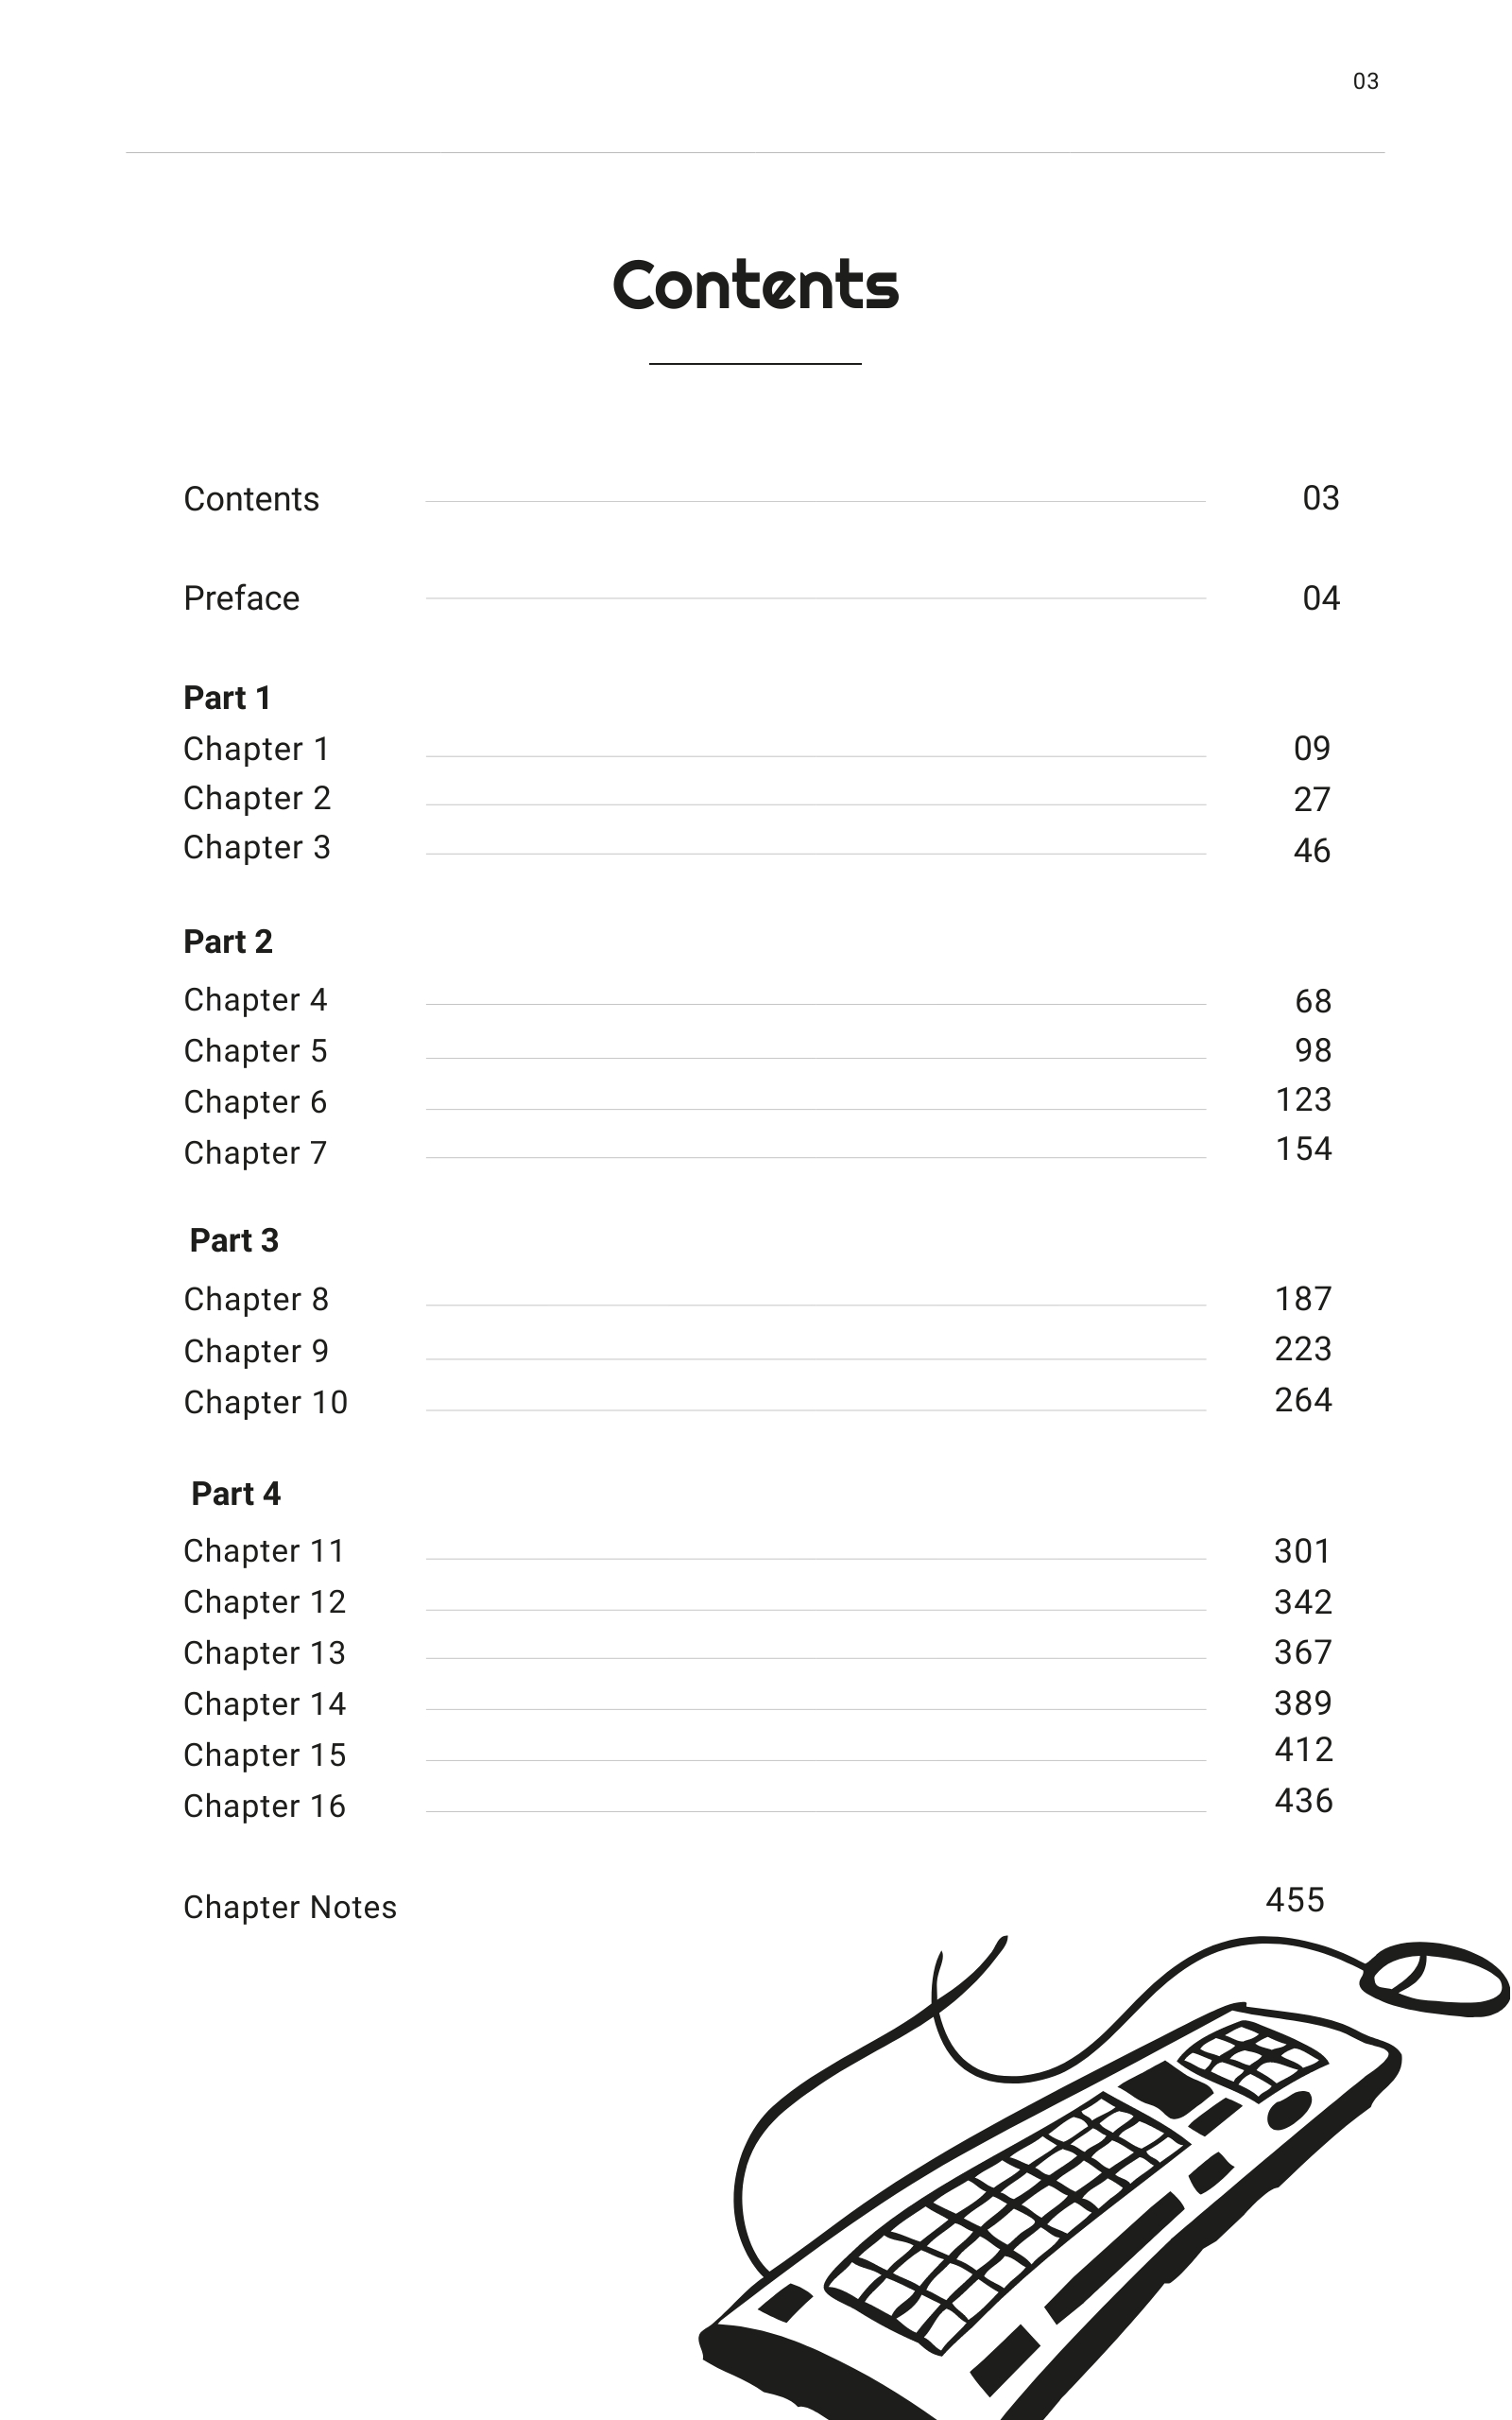 03
Contents
Contents 03
Preface 04
Part 1
Chapter 1 09
Chapter 2 27
Chapter 3 46
Part 2
Chapter 4 68
Chapter 5 98
Chapter 6 123
Chapter 7 154
Part 3
Chapter 8 187
Chapter 9 223
Chapter 10 264
Part 4
Chapter 11 301
Chapter 12 342
Chapter 13 367
Chapter 14 389
Chapter 15 412
Chapter 16 436
Chapter Notes 455